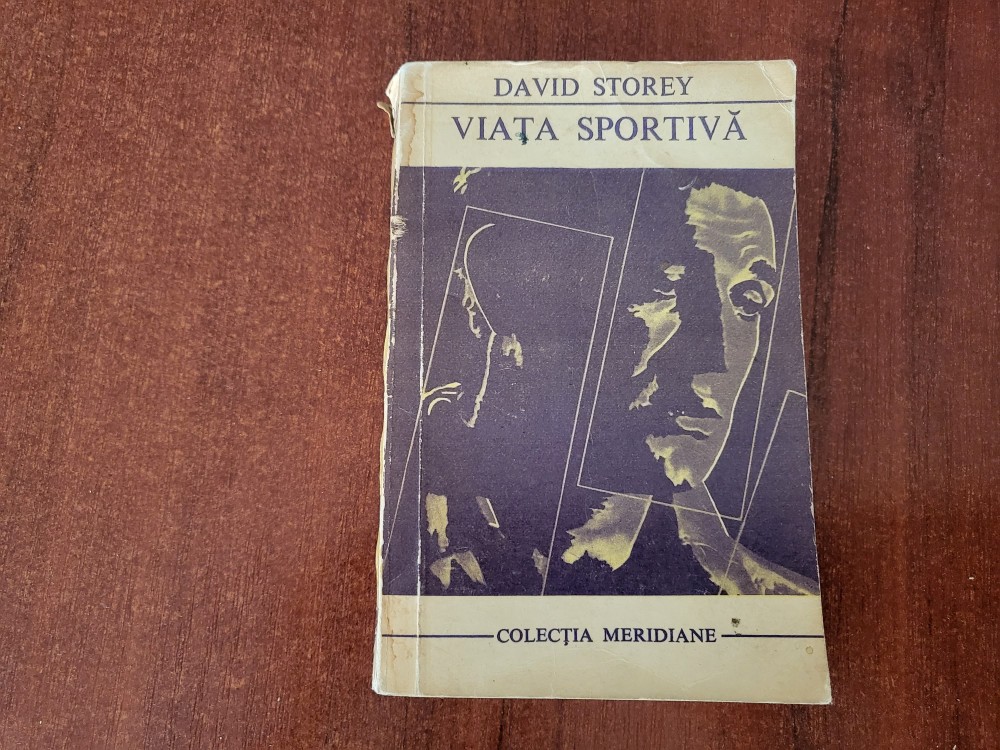 DAVID STOREY
VIAȚA SPORTIVĂ
COLECȚIA MERIDIANE